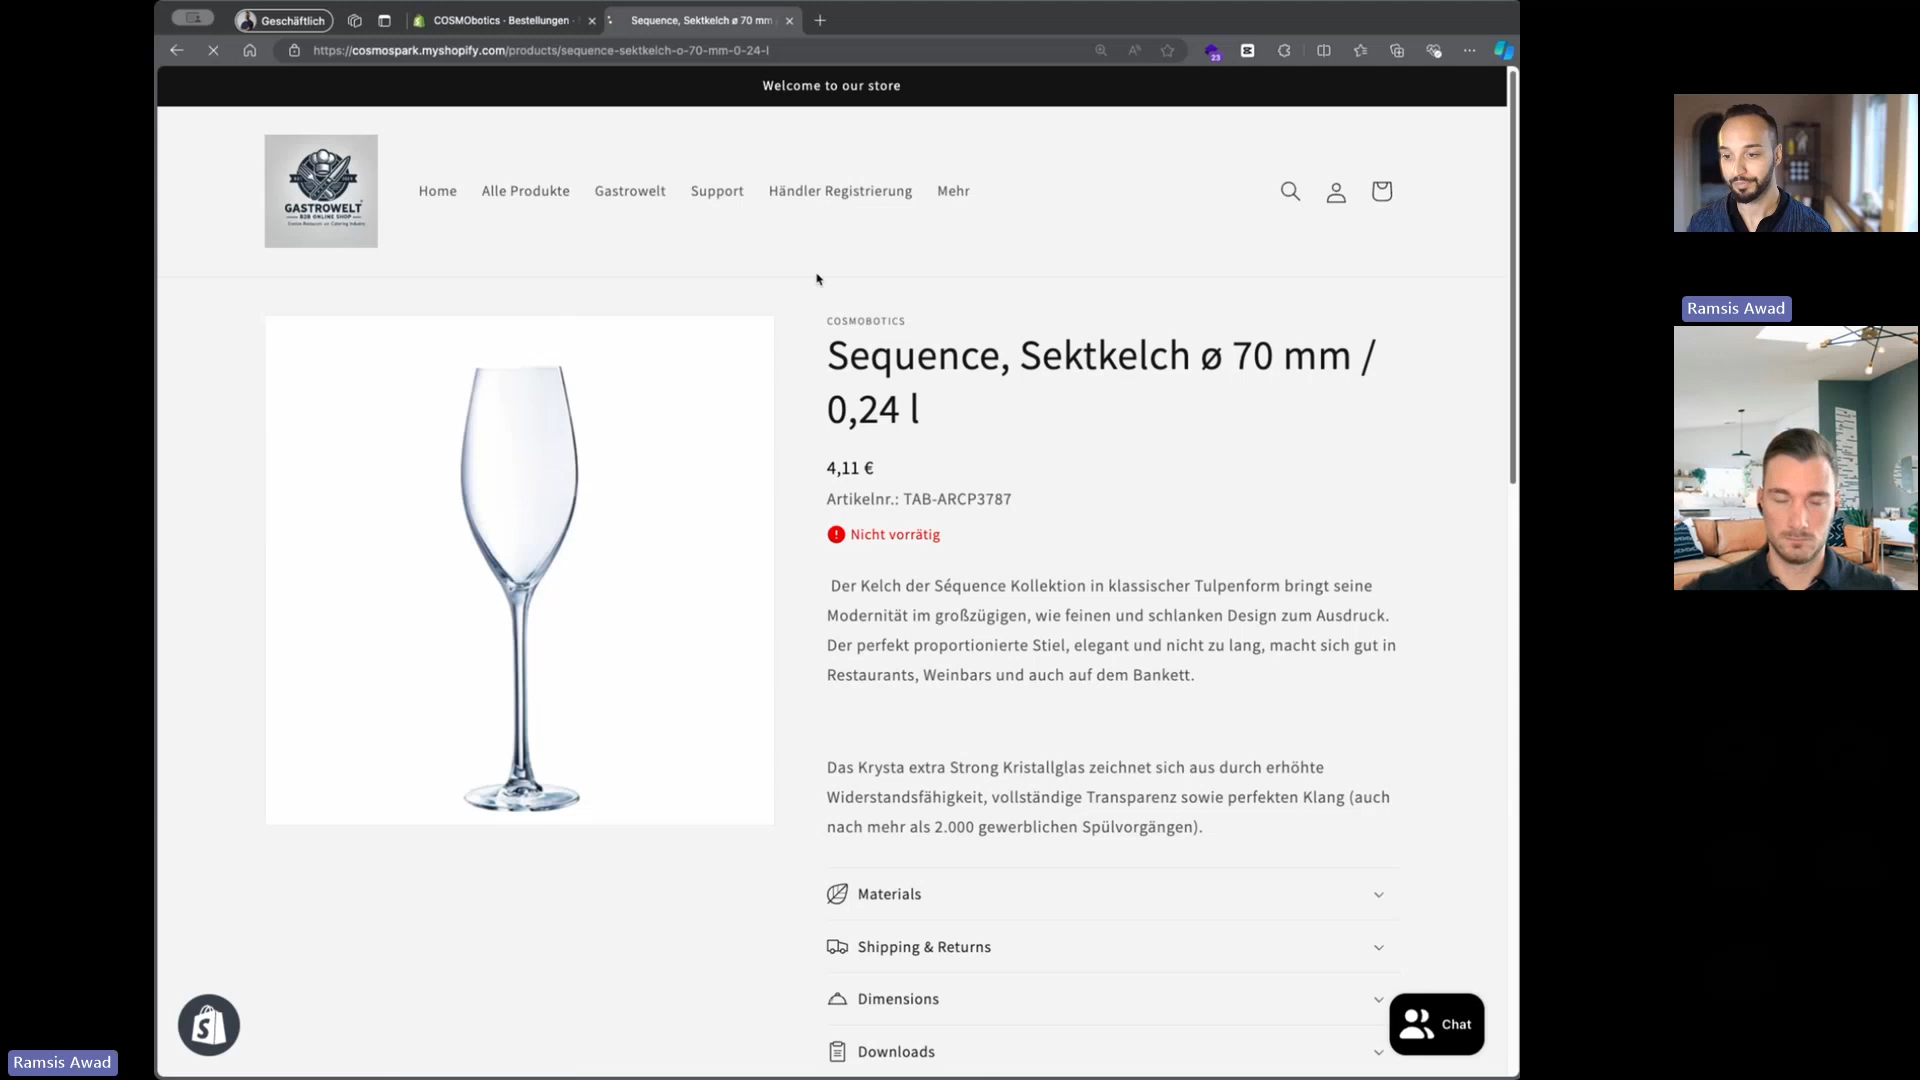 Geschäftlich
COSMObotics · Bestellungen ·
Sequence, Sektkelch ø 70 mm
https://cosmospark.myshopify.com/products/sequence-sektkelch-o-70-mm-0-24-l
23
Welcome to our store
GASTROWELT
B2B ONLINE SHOP
Home
Alle Produkte
Gastrowelt
Support
Händler Registrierung
Mehr
COSMOBOTICS
Sequence, Sektkelch ø 70 mm /
0,24 l
4,11 €
Artikelnr.: TAB-ARCP3787
Nicht vorrätig
Der Kelch der Séquence Kollektion in klassischer Tulpenform bringt seine
Modernität im großzügigen, wie feinen und schlanken Design zum Ausdruck.
Der perfekt proportionierte Stiel, elegant und nicht zu lang, macht sich gut in
Restaurants, Weinbars und auch auf dem Bankett.
Das Krysta extra Strong Kristallglas zeichnet sich aus durch erhöhte
Widerstandsfähigkeit, vollständige Transparenz sowie perfekten Klang (auch
nach mehr als 2.000 gewerblichen Spülvorgängen).
Materials
Shipping & Returns
Dimensions
Downloads
Chat
Ramsis Awad
Ramsis Awad